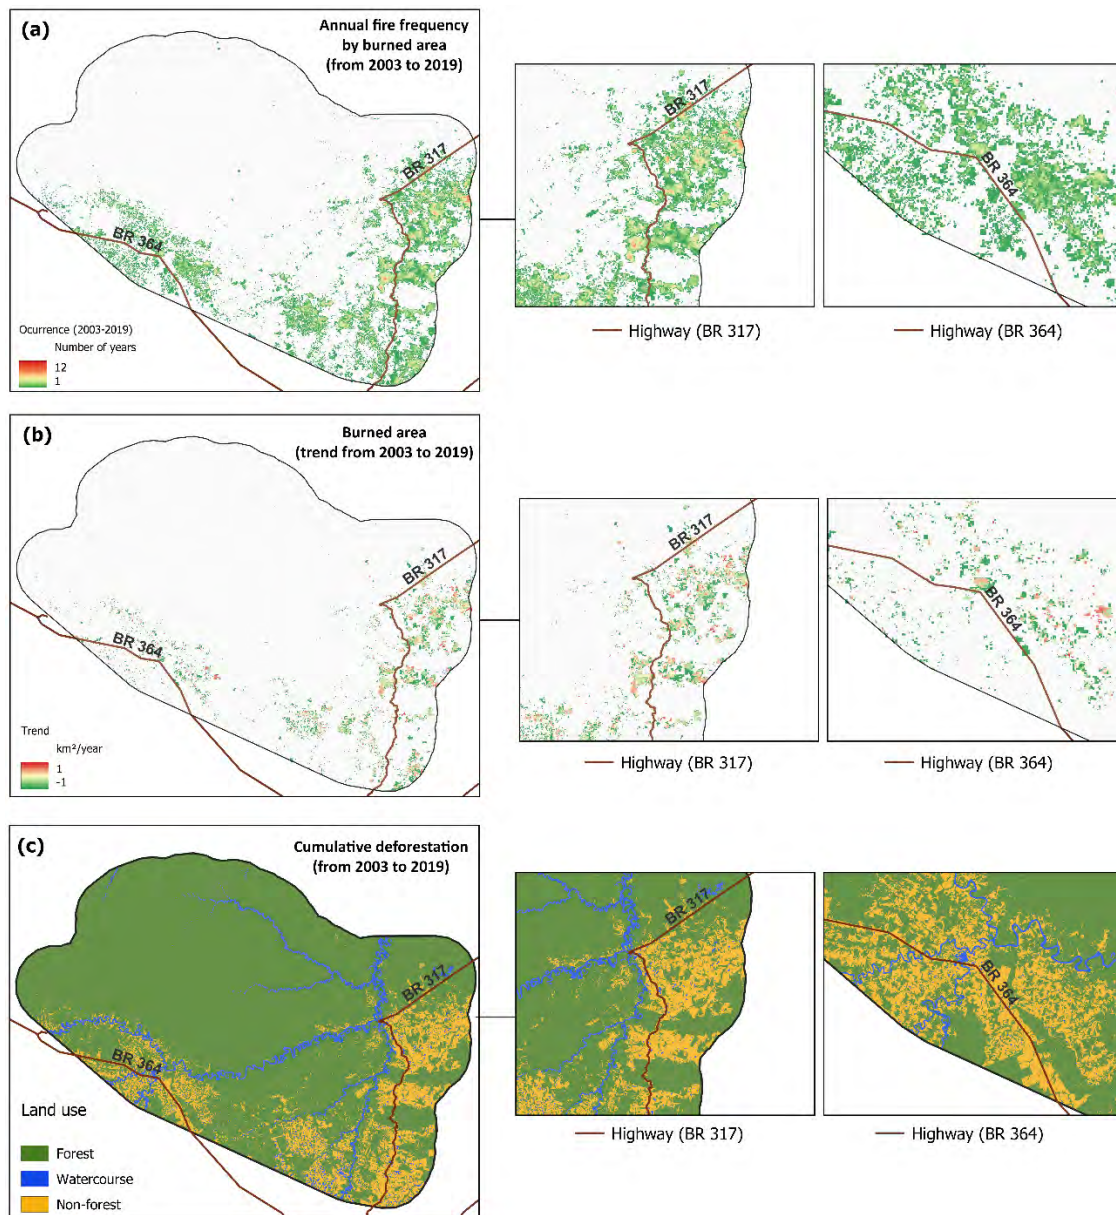 (a)
Annual fire frequency
by burned area
(from 2003 to 2019)
BR 317
BR 364
Ocurrence (2003-2019)
Number of years
12
1
BR 317
Highway (BR 317)
BR 364
Highway (BR 364)
(b)
Burned area
(trend from 2003 to 2019)
BR 317
BR 364
Trend
km²/year
1
-1
BR 317
Highway (BR 317)
BR 364
Highway (BR 364)
(c)
Cumulative deforestation
(from 2003 to 2019)
BR 317
BR 364
Land use
Forest
Watercourse
Non-forest
BR 317
Highway (BR 317)
BR 364
Highway (BR 364)